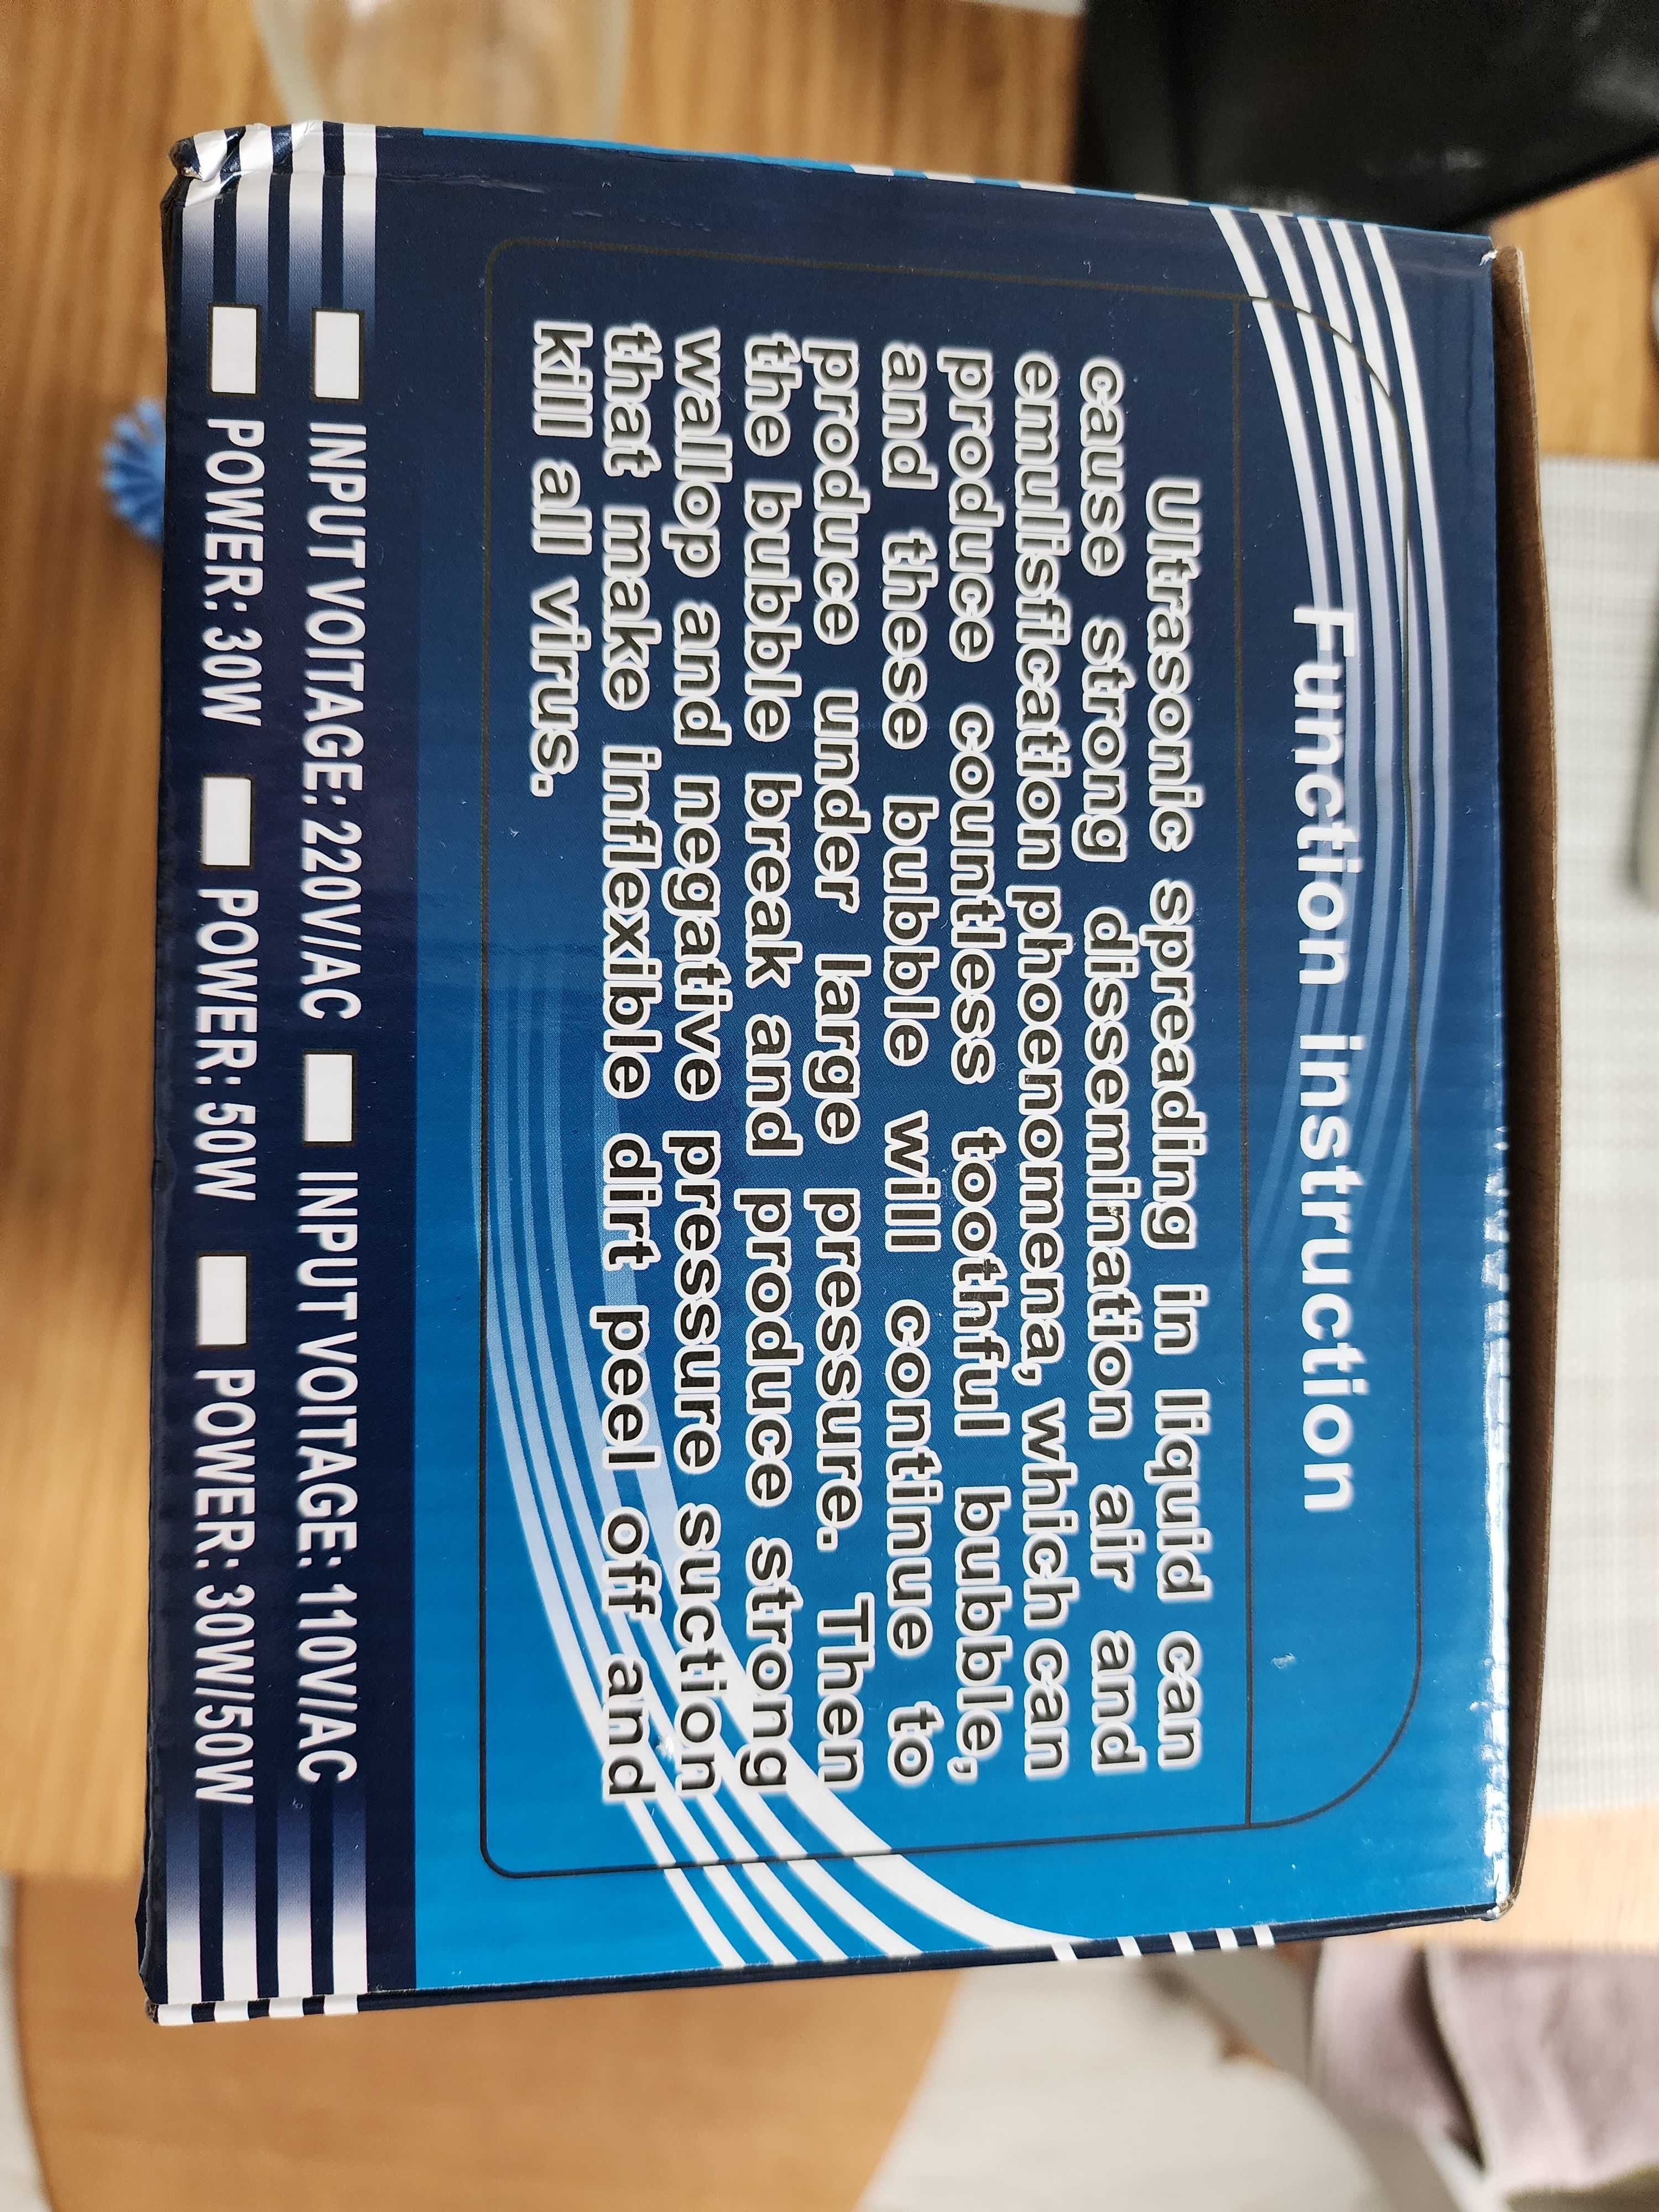 Function instruction
Ultrasonic spreading in liquid can
cause strong dissemination air and
emulisfication phoenomena, which can
produce countless toothful bubble,
and these bubble will continue to
produce under large pressure. Then
the bubble break and produce strong
wallop and negative pressure suction
that make inflexible dirt peel off and
kill all virus.
INPUT VOITAGE: 220V/AC INPUT VOITAGE: 110V/AC
POWER: 30W POWER: 50W POWER: 30W/50W